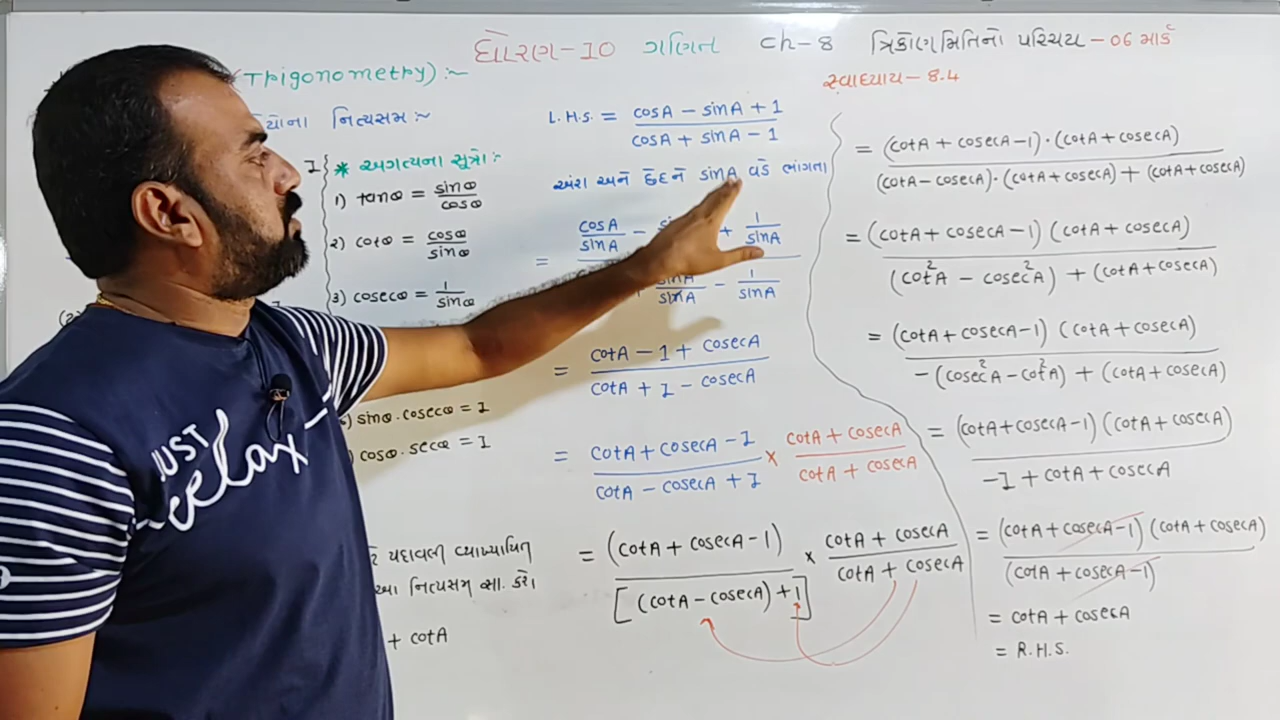 ધોરણ-10 ગણિત Ch-8 ત્રિકોણમિતિનો પરિચય - 06 માર્ક
(Trigonometry):~
સ્વાધ્યાય - 8.4
નિત્યસમ :~
I
* અગત્યના સૂત્રો :-
1) tanθ = sinθ / cosθ
2) cotθ = cosθ / sinθ
3) cosecθ = 1 / sinθ
sinθ . cosecθ = 1
cosθ . secθ = 1
પદાવલી વ્યાખ્યાયિત
આ નિત્યસમ સા. કરો
+ cotA
L.H.S. = (cosA - sinA + 1) / (cosA + sinA - 1)
અંશ અને છેદને sinA વડે ભાગતા
= cosA/sinA - + 1/sinA
sinA/sinA - 1/sinA
= (cotA - 1 + cosecA) / (cotA + 1 - cosecA)
= (cotA + cosecA - 1) / (cotA - cosecA + 1) × (cotA + cosecA) / (cotA + cosecA)
= (cotA + cosecA - 1) / [(cotA - cosecA) + 1] × (cotA + cosecA) / (cotA + cosecA)
= (cotA + cosecA - 1) · (cotA + cosecA) / (cotA - cosecA) · (cotA + cosecA) + (cotA + cosecA)
= (cotA + cosecA - 1) (cotA + cosecA) / (cot²A - cosec²A) + (cotA + cosecA)
= (cotA + cosecA - 1) (cotA + cosecA) / -(cosec²A - cot²A) + (cotA + cosecA)
= (cotA + cosecA - 1) (cotA + cosecA) / -1 + cotA + cosecA
= (cotA + cosecA - 1) (cotA + cosecA) / (cotA + cosecA - 1)
= cotA + cosecA
= R.H.S.
JUST
relax